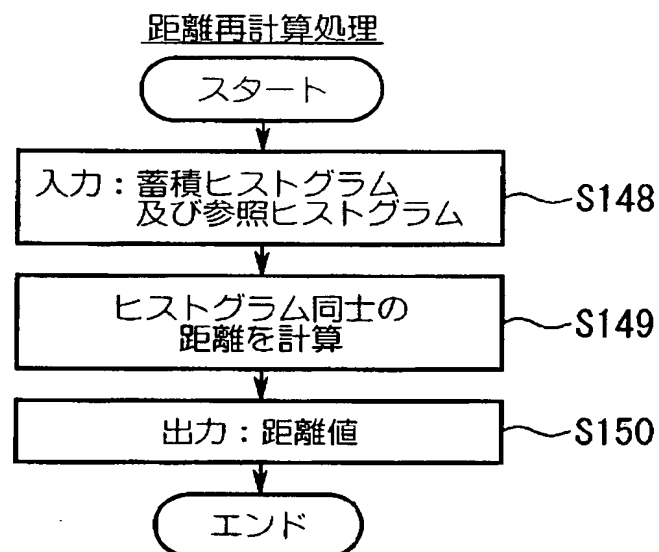 距離再計算処理
スタート
入力：蓄積ヒストグラム
及び参照ヒストグラム
S148
ヒストグラム同士の
距離を計算
S149
出力：距離値
S150
エンド